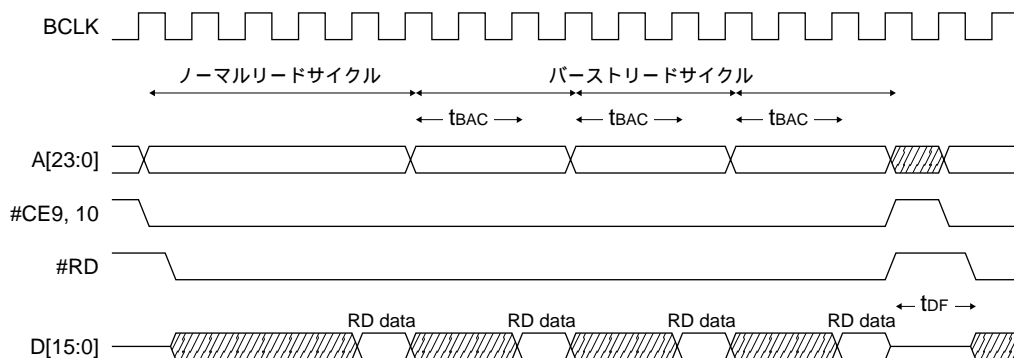 BCLK
ノーマルリードサイクル バーストリードサイクル
tBAC tBAC tBAC
A[23:0]
#CE9, 10
#RD
tDF
RD data RD data RD data RD data
D[15:0]